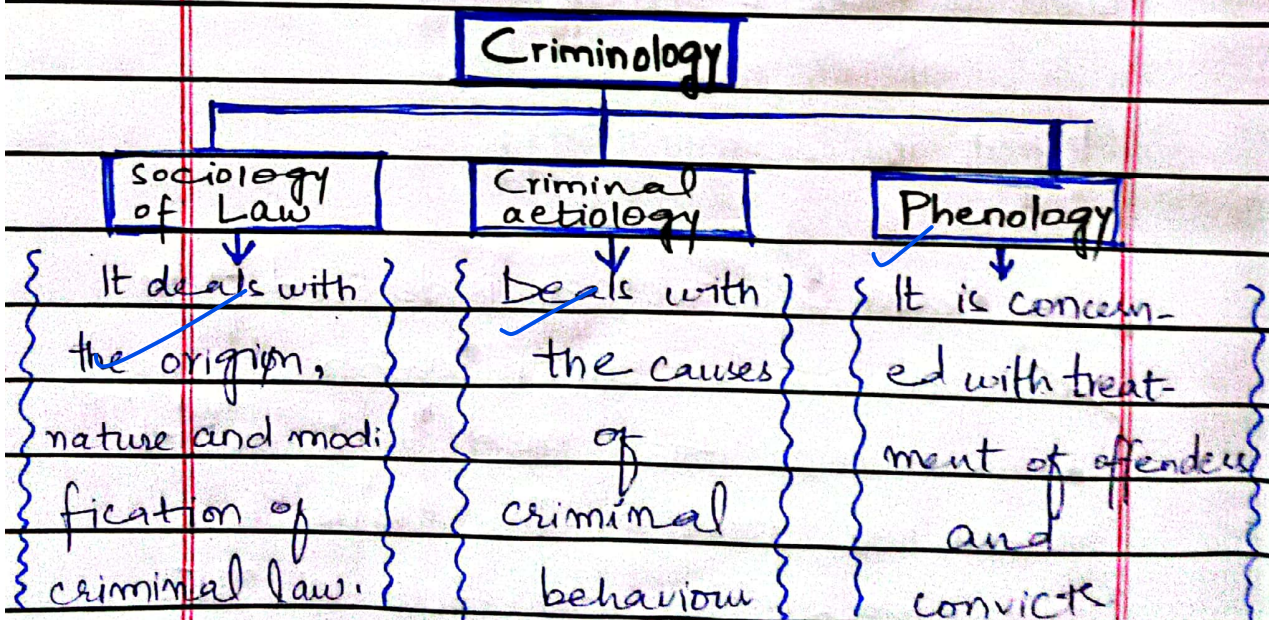 Criminology
Sociology
of Law
Criminal
aetiology
Phenology
It deals with
the origion,
nature and modi
fication of
criminal law.
Deals with
the causes
of
criminal
behaviour
It is concern-
ed with treat-
ment of offenders
and
convicts